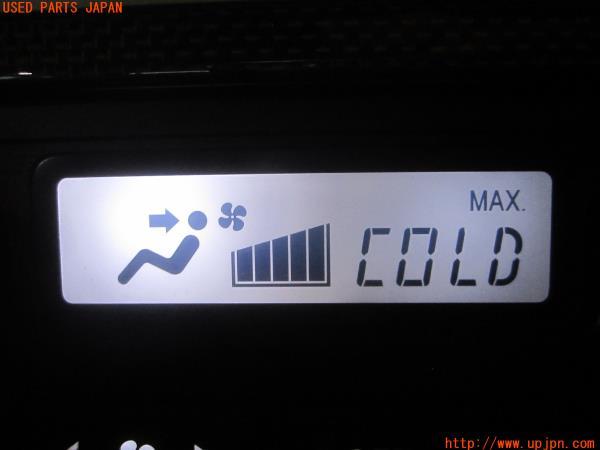 USED PARTS JAPAN
MAX.
COLD
http://www.upjpn.com/